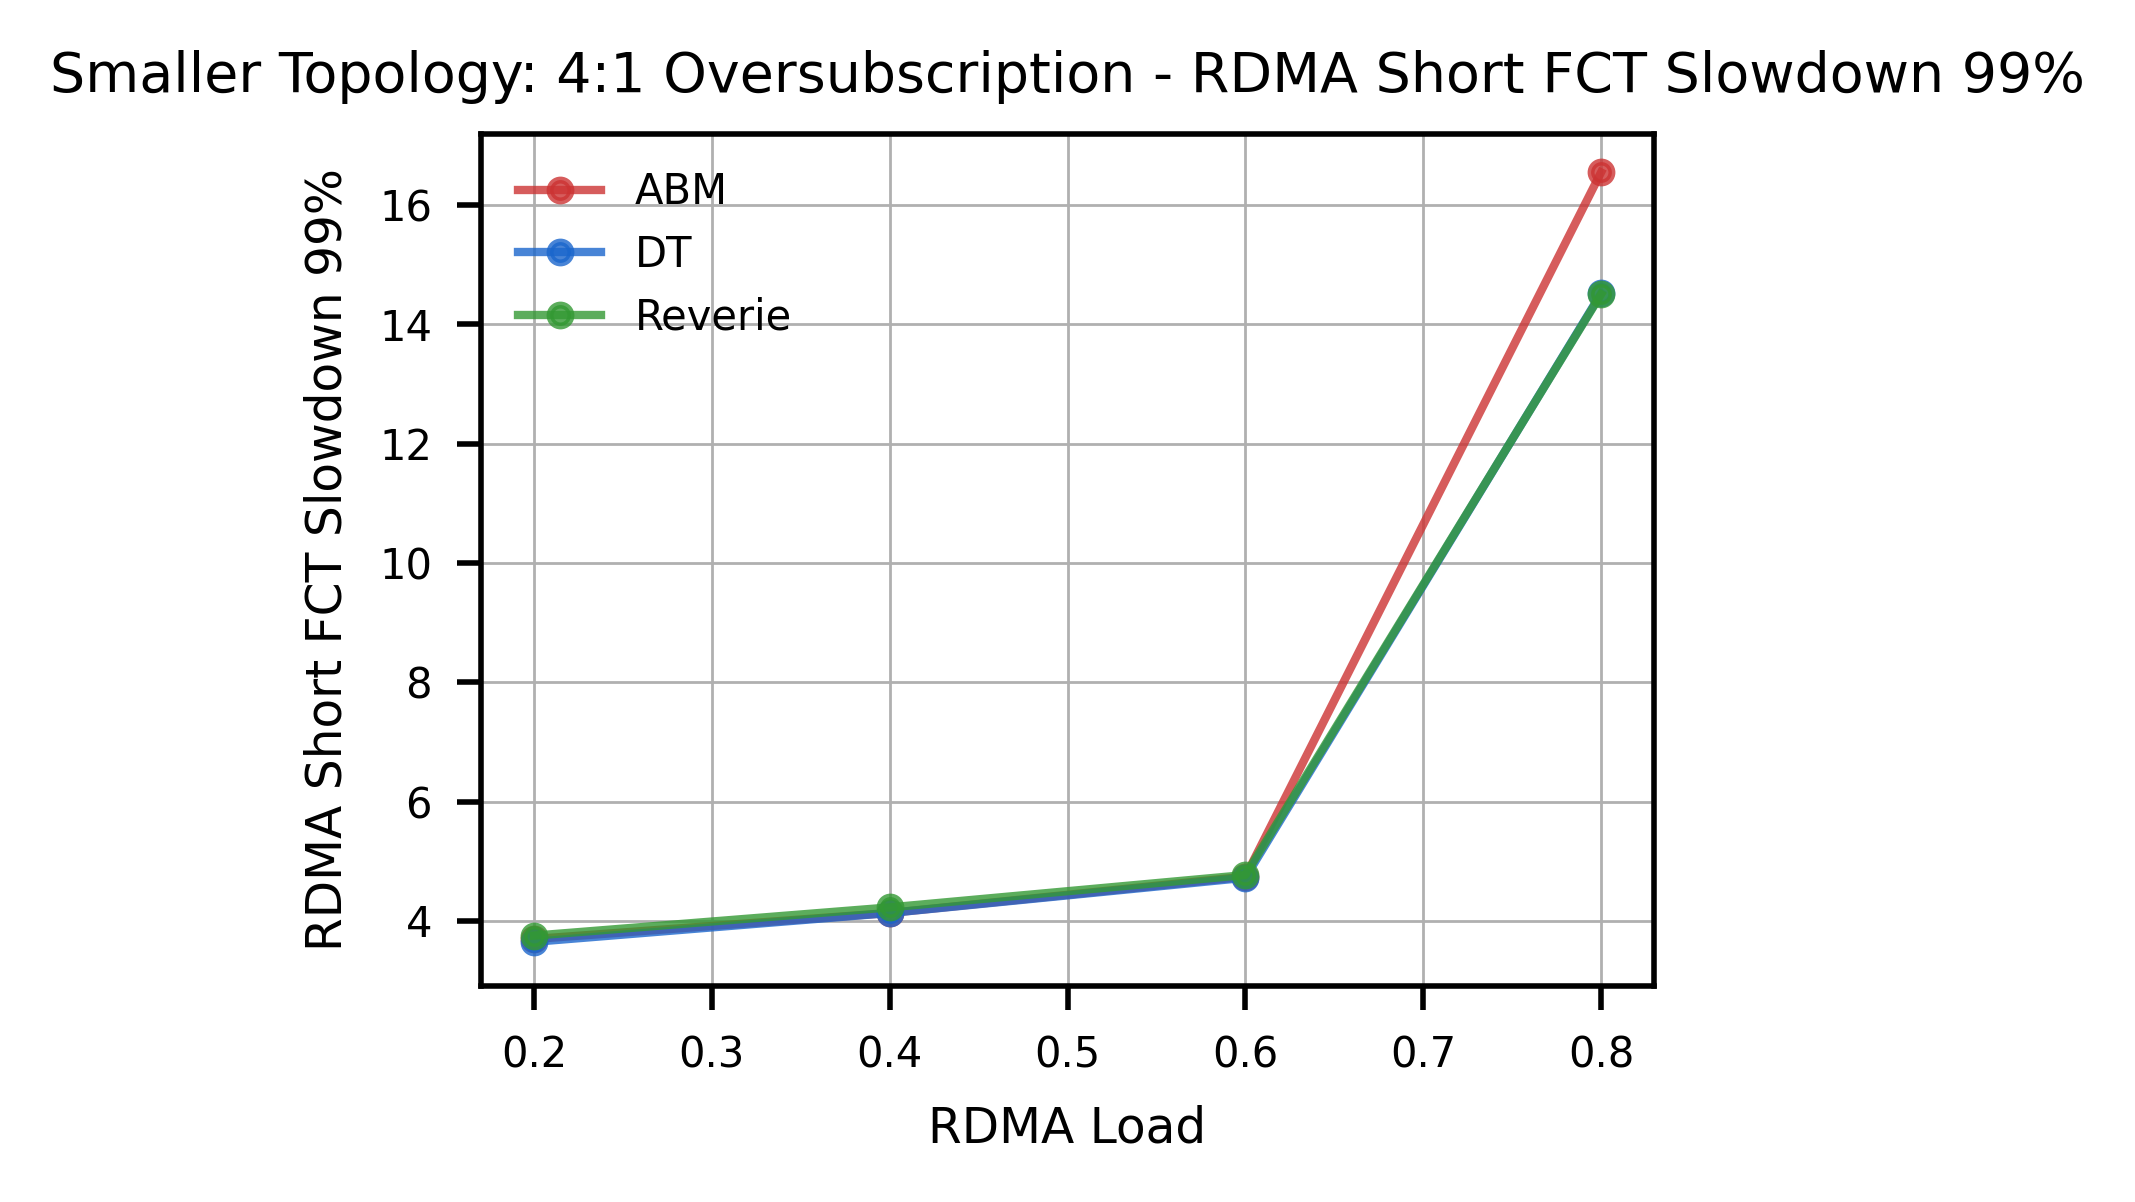 Smaller Topology: 4:1 Oversubscription - RDMA Short FCT Slowdown 99%
RDMA Short FCT Slowdown 99%
ABM
DT
Reverie
16
14
12
10
8
6
4
0.2 0.3 0.4 0.5 0.6 0.7 0.8
RDMA Load